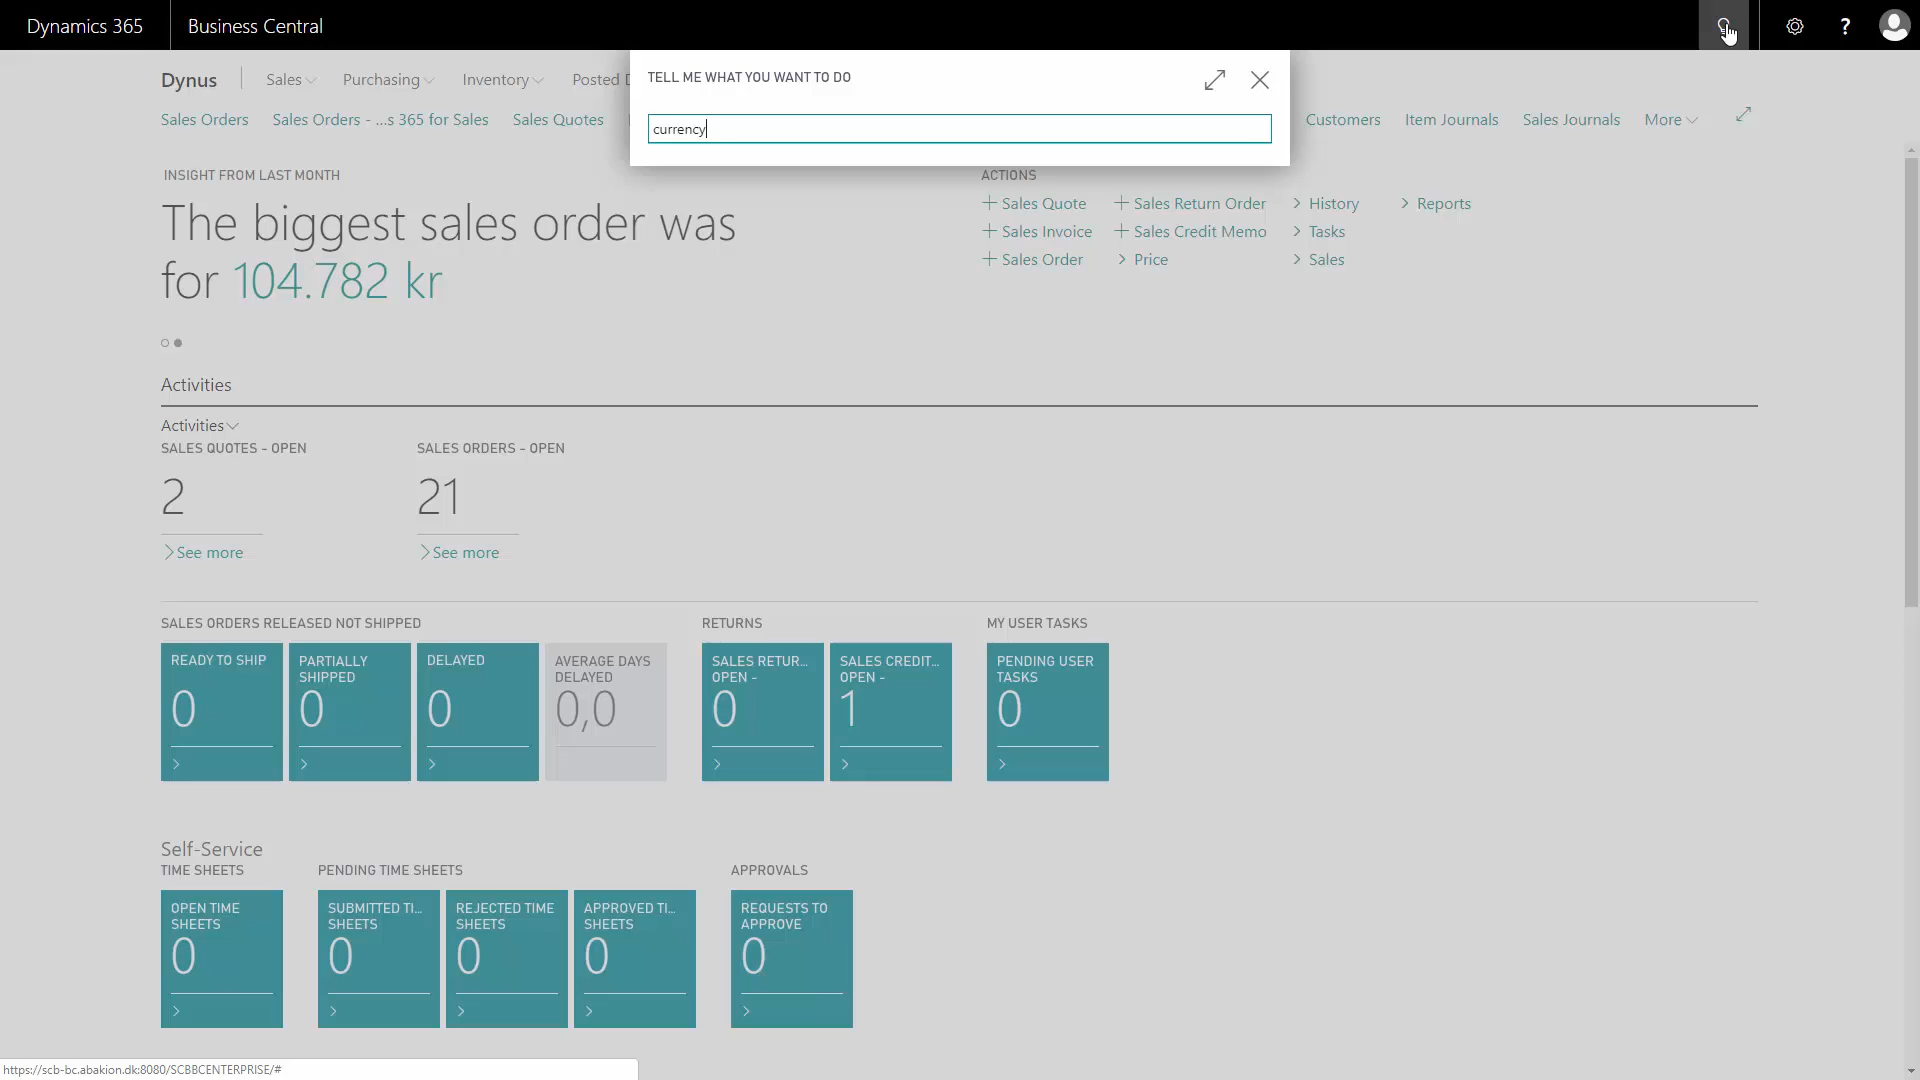 Dynamics 365
Business Central
?
Dynus
Sales
Purchasing
Inventory
Posted D
TELL ME WHAT YOU WANT TO DO
currency
Sales Orders
Sales Orders - ...s 365 for Sales
Sales Quotes
Customers
Item Journals
Sales Journals
More
INSIGHT FROM LAST MONTH
The biggest sales order was
for 104.782 kr
ACTIONS
+ Sales Quote
+ Sales Return Order
> History
> Reports
+ Sales Invoice
+ Sales Credit Memo
> Tasks
+ Sales Order
> Price
> Sales
Activities
Activities
SALES QUOTES - OPEN
SALES ORDERS - OPEN
2
21
>See more
>See more
SALES ORDERS RELEASED NOT SHIPPED
RETURNS
MY USER TASKS
READY TO SHIP
0
PARTIALLY
SHIPPED
0
DELAYED
0
AVERAGE DAYS
DELAYED
0,0
SALES RETUR...
OPEN -
0
SALES CREDIT...
OPEN -
1
PENDING USER
TASKS
0
Self-Service
TIME SHEETS
PENDING TIME SHEETS
APPROVALS
OPEN TIME
SHEETS
0
SUBMITTED TI...
SHEETS
0
REJECTED TIME
SHEETS
0
APPROVED TI...
SHEETS
0
REQUESTS TO
APPROVE
0
https://scb-bc.abakion.dk:8080/SCBBCENTERPRISE/#